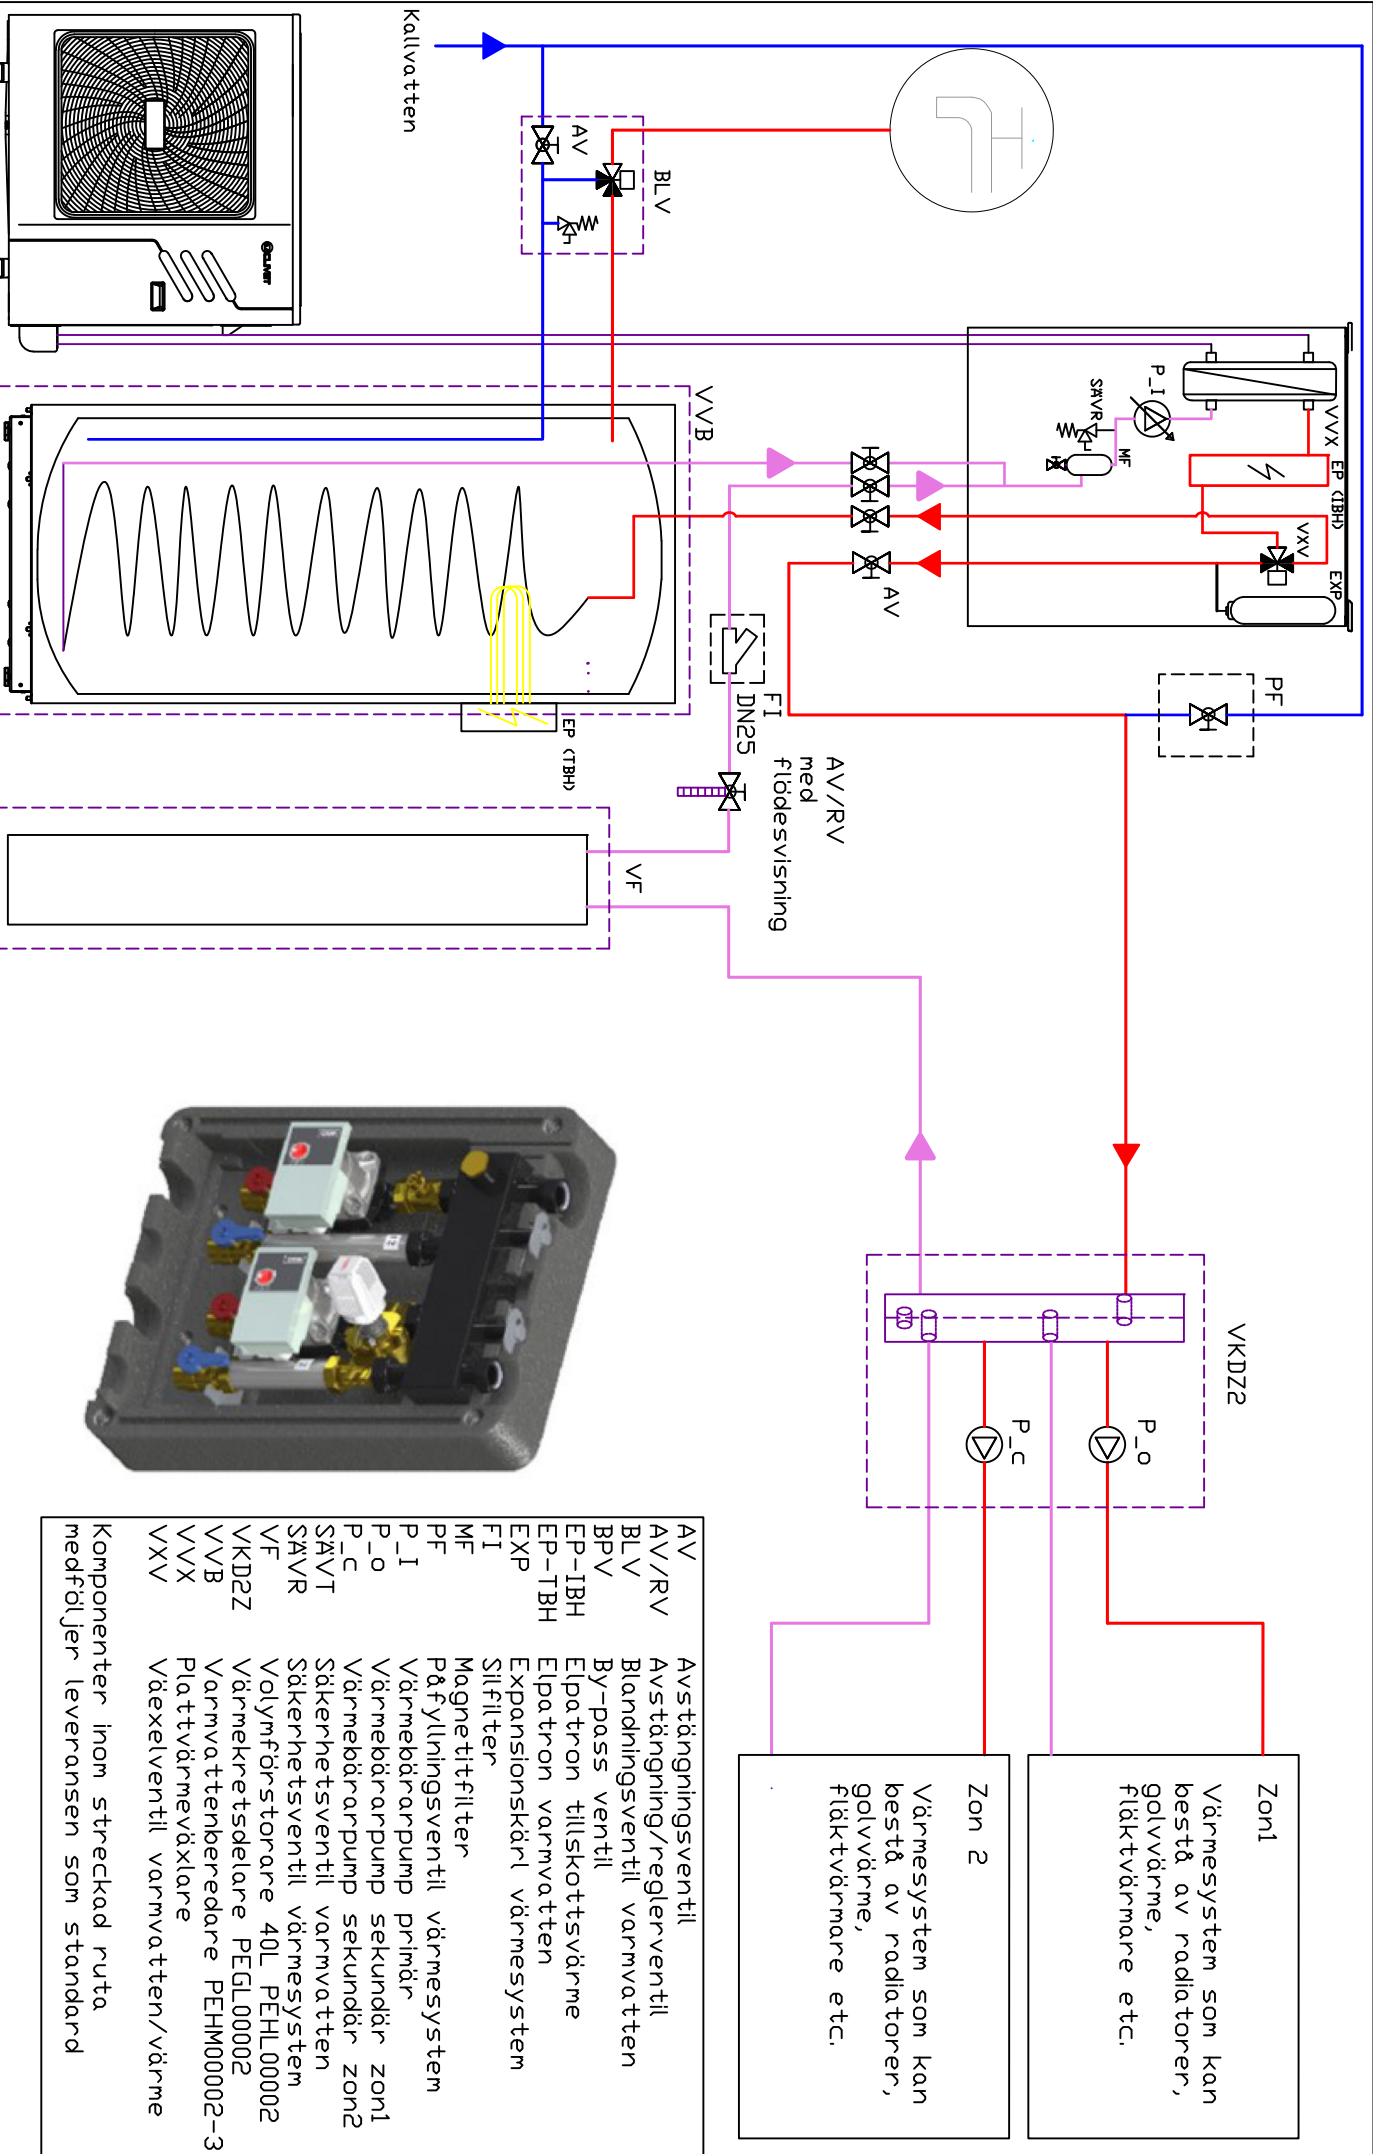 Kallvatten
AV
BLV
CLIVET
VVB
EP (TBH)
P_I
SÄVR
MF
VVX
EP (IBH)
VXV
EXP
AV
PF
FI
DN25
AV/RV
med
flödesvisning
VF
VKDZ2
P_o
P_c
Zon1
Värmesystem som kan
bestå av radiatorer,
golvvärme,
fläktvärmare etc.
Zon 2
Värmesystem som kan
bestå av radiatorer,
golvvärme,
fläktvärmare etc.
AV Avstängningsventil
AV/RV Avstängning/reglerventil
BLV Blandningsventil varmvatten
BPV By-pass ventil
EP-IBH Elpatron tillskottsvärme
EP-TBH Elpatron varmvatten
EXP Expansionskärl värmesystem
FI Silfilter
MF Magnetitfilter
PF Påfyllningsventil värmesystem
P_I Värmebärarpump primär
P_o Värmebärarpump sekundär zon1
P_c Värmebärarpump sekundär zon2
SÄVT Säkerhetsventil varmvatten
SÄVR Säkerhetsventil värmesystem
VF Volymförstorare 40L PEHL00002
VKD2Z Värmekretsdelare PEGL00002
VVB Varmvattenberedare PEHM00002-3
VVX Plattvärmeväxlare
VXV Väexelventil varmvatten/värme
Komponenter inom streckad ruta
medföljer leveransen som standard